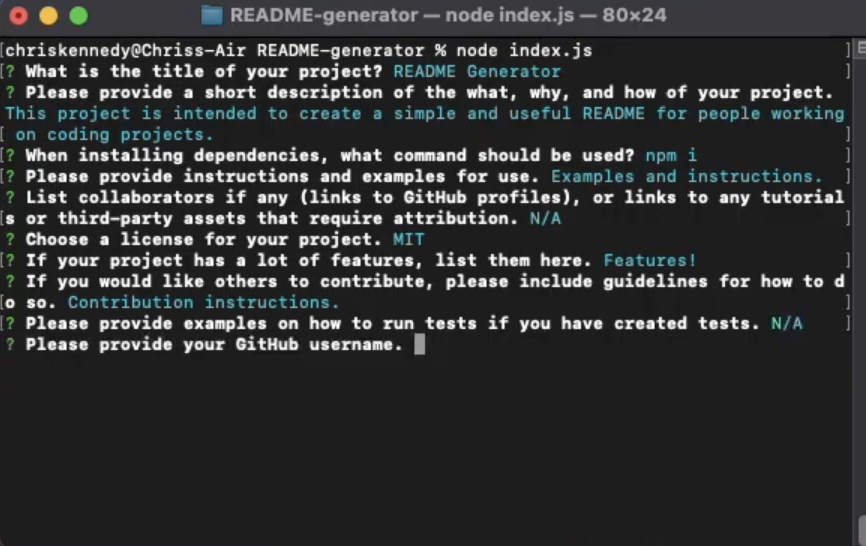 README-generator — node index.js — 80×24
[chriskennedy@Chriss-Air README-generator % node index.js ]
[? What is the title of your project? README Generator ]
? Please provide a short description of the what, why, and how of your project.
This project is intended to create a simple and useful README for people working
[ on coding projects. ]
[? When installing dependencies, what command should be used? npm i ]
[? Please provide instructions and examples for use. Examples and instructions. ]
? List collaborators if any (links to GitHub profiles), or links to any tutorial
[s or third-party assets that require attribution. N/A ]
? Choose a license for your project. MIT
[? If your project has a lot of features, list them here. Features! ]
? If you would like others to contribute, please include guidelines for how to d
[o so. Contribution instructions. ]
[? Please provide examples on how to run tests if you have created tests. N/A ]
? Please provide your GitHub username.